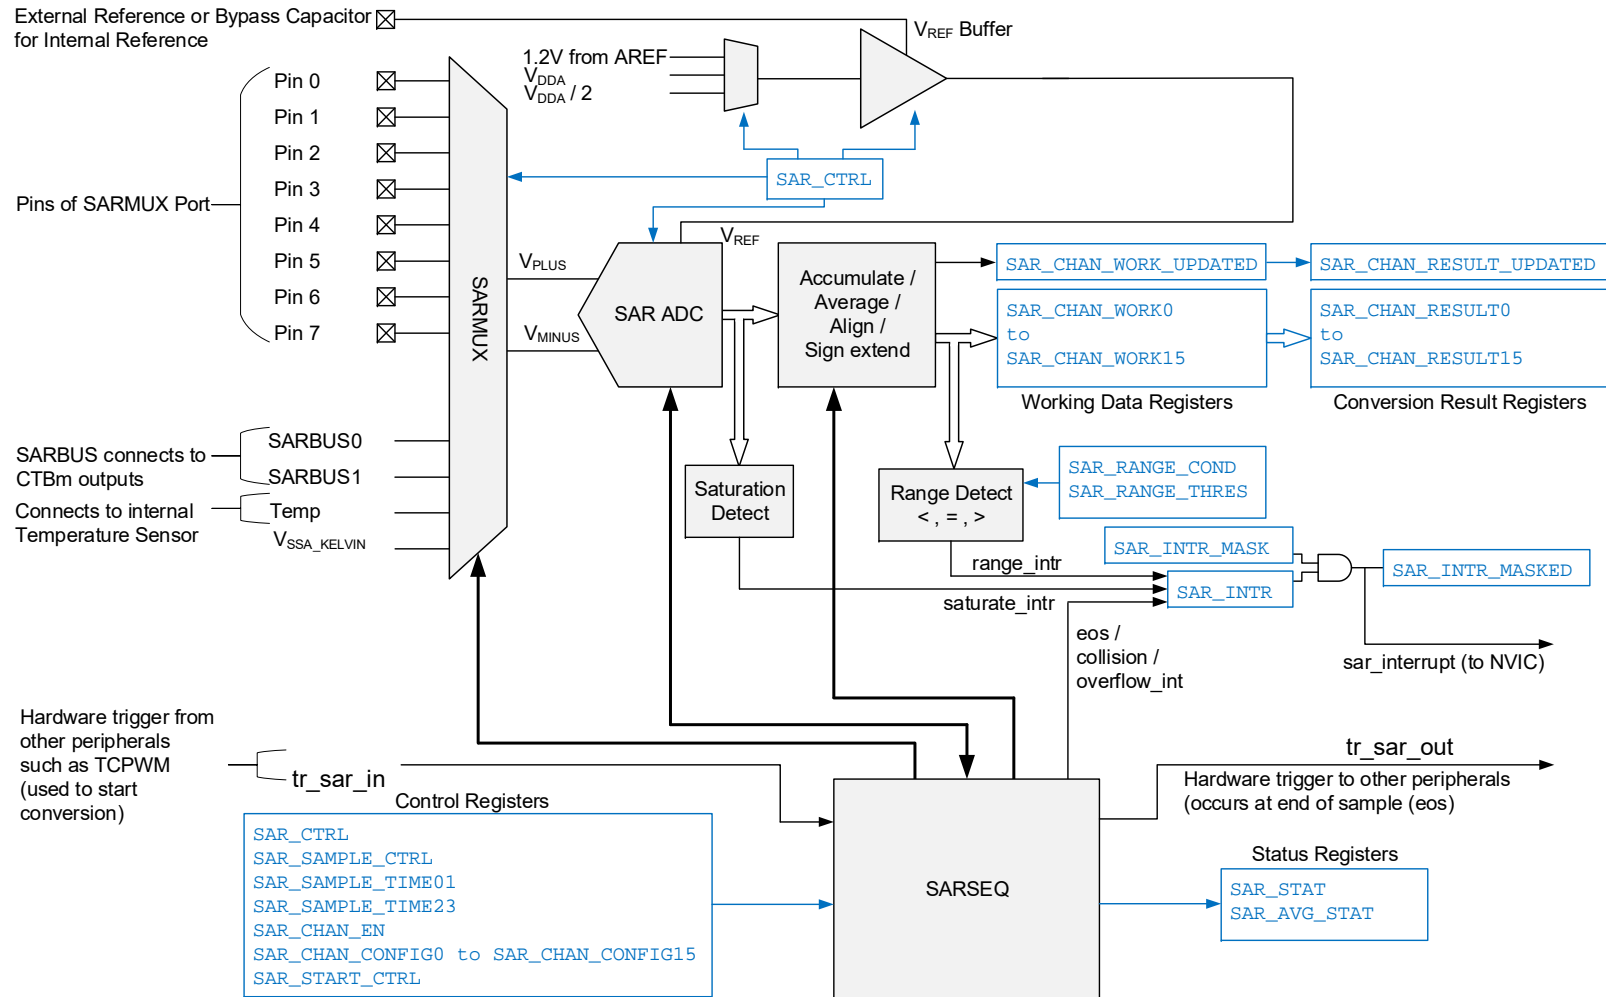 External Reference or Bypass Capacitor
for Internal Reference
VREF Buffer
1.2V from AREF
VDDA
VDDA / 2
Pin 0
Pin 1
Pin 2
Pin 3
Pin 4
Pin 5
Pin 6
Pin 7
Pins of SARMUX Port
SAR_CTRL
VREF
VPLUS
VMINUS
SARMUX
SAR ADC
Accumulate /
Average /
Align /
Sign extend
SAR_CHAN_WORK_UPDATED
SAR_CHAN_RESULT_UPDATED
SAR_CHAN_WORK0
to
SAR_CHAN_WORK15
SAR_CHAN_RESULT0
to
SAR_CHAN_RESULT15
Working Data Registers
Conversion Result Registers
SARBUS connects to
CTBm outputs
SARBUS0
SARBUS1
Connects to internal
Temperature Sensor
Temp
VSSA_KELVIN
Saturation
Detect
Range Detect
< , = , >
SAR_RANGE_COND
SAR_RANGE_THRES
SAR_INTR_MASK
SAR_INTR
SAR_INTR_MASKED
range_intr
saturate_intr
eos /
collision /
overflow_int
sar_interrupt (to NVIC)
Hardware trigger from
other peripherals
such as TCPWM
(used to start
conversion)
tr_sar_in
tr_sar_out
Hardware trigger to other peripherals
(occurs at end of sample (eos)
Control Registers
SAR_CTRL
SAR_SAMPLE_CTRL
SAR_SAMPLE_TIME01
SAR_SAMPLE_TIME23
SAR_CHAN_EN
SAR_CHAN_CONFIG0 to SAR_CHAN_CONFIG15
SAR_START_CTRL
SARSEQ
Status Registers
SAR_STAT
SAR_AVG_STAT